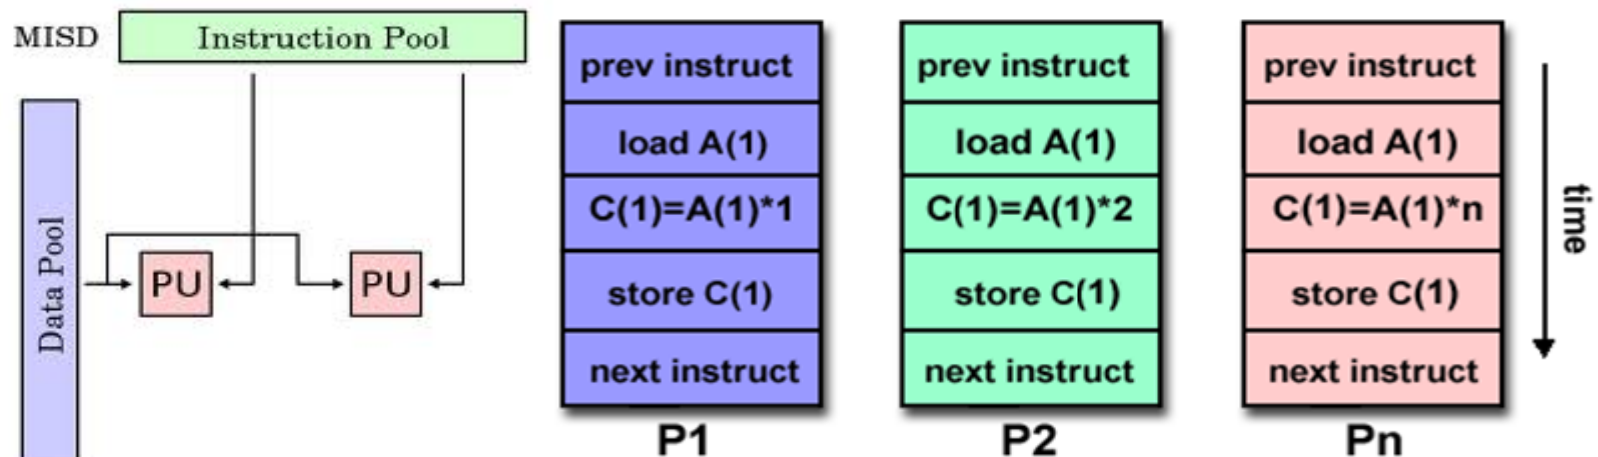 MISD
Instruction Pool
Data Pool
PU
PU
prev instruct
load A(1)
C(1)=A(1)*1
store C(1)
next instruct
P1
prev instruct
load A(1)
C(1)=A(1)*2
store C(1)
next instruct
P2
prev instruct
load A(1)
C(1)=A(1)*n
store C(1)
next instruct
Pn
time